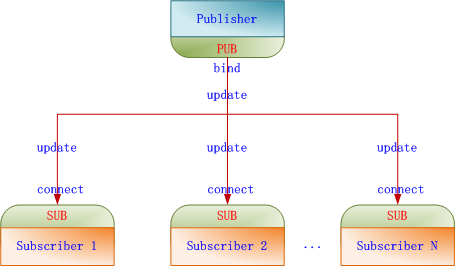 Publisher
PUB
bind
update
update update update
connect connect connect
SUB SUB SUB
Subscriber 1 Subscriber 2 ... Subscriber N